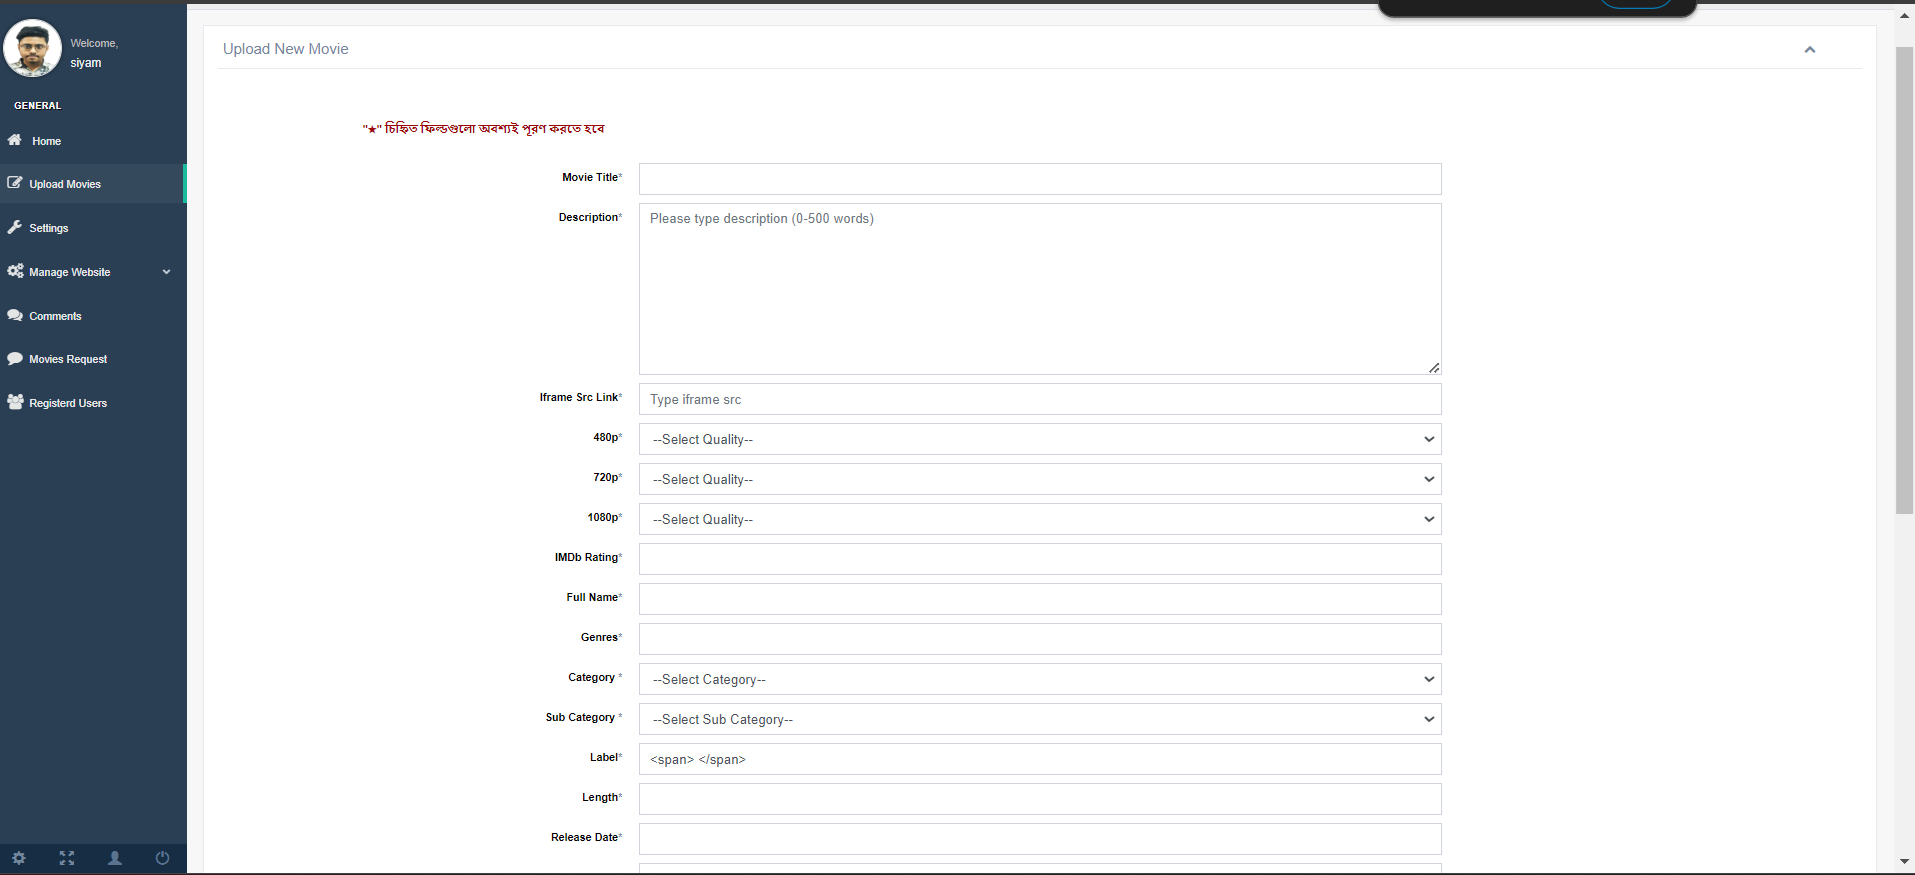 Welcome,
siyam
GENERAL
Home
Upload Movies
Settings
Manage Website
Comments
Movies Request
Registerd Users
Upload New Movie
"★" চিহ্নিত ফিল্ডগুলো অবশ্যই পূরণ করতে হবে
Movie Title*
Description*
Please type description (0-500 words)
Iframe Src Link*
Type iframe src
480p*
--Select Quality--
720p*
--Select Quality--
1080p*
--Select Quality--
IMDb Rating*
Full Name*
Genres*
Category *
--Select Category--
Sub Category *
--Select Sub Category--
Label*
<span> </span>
Length*
Release Date*